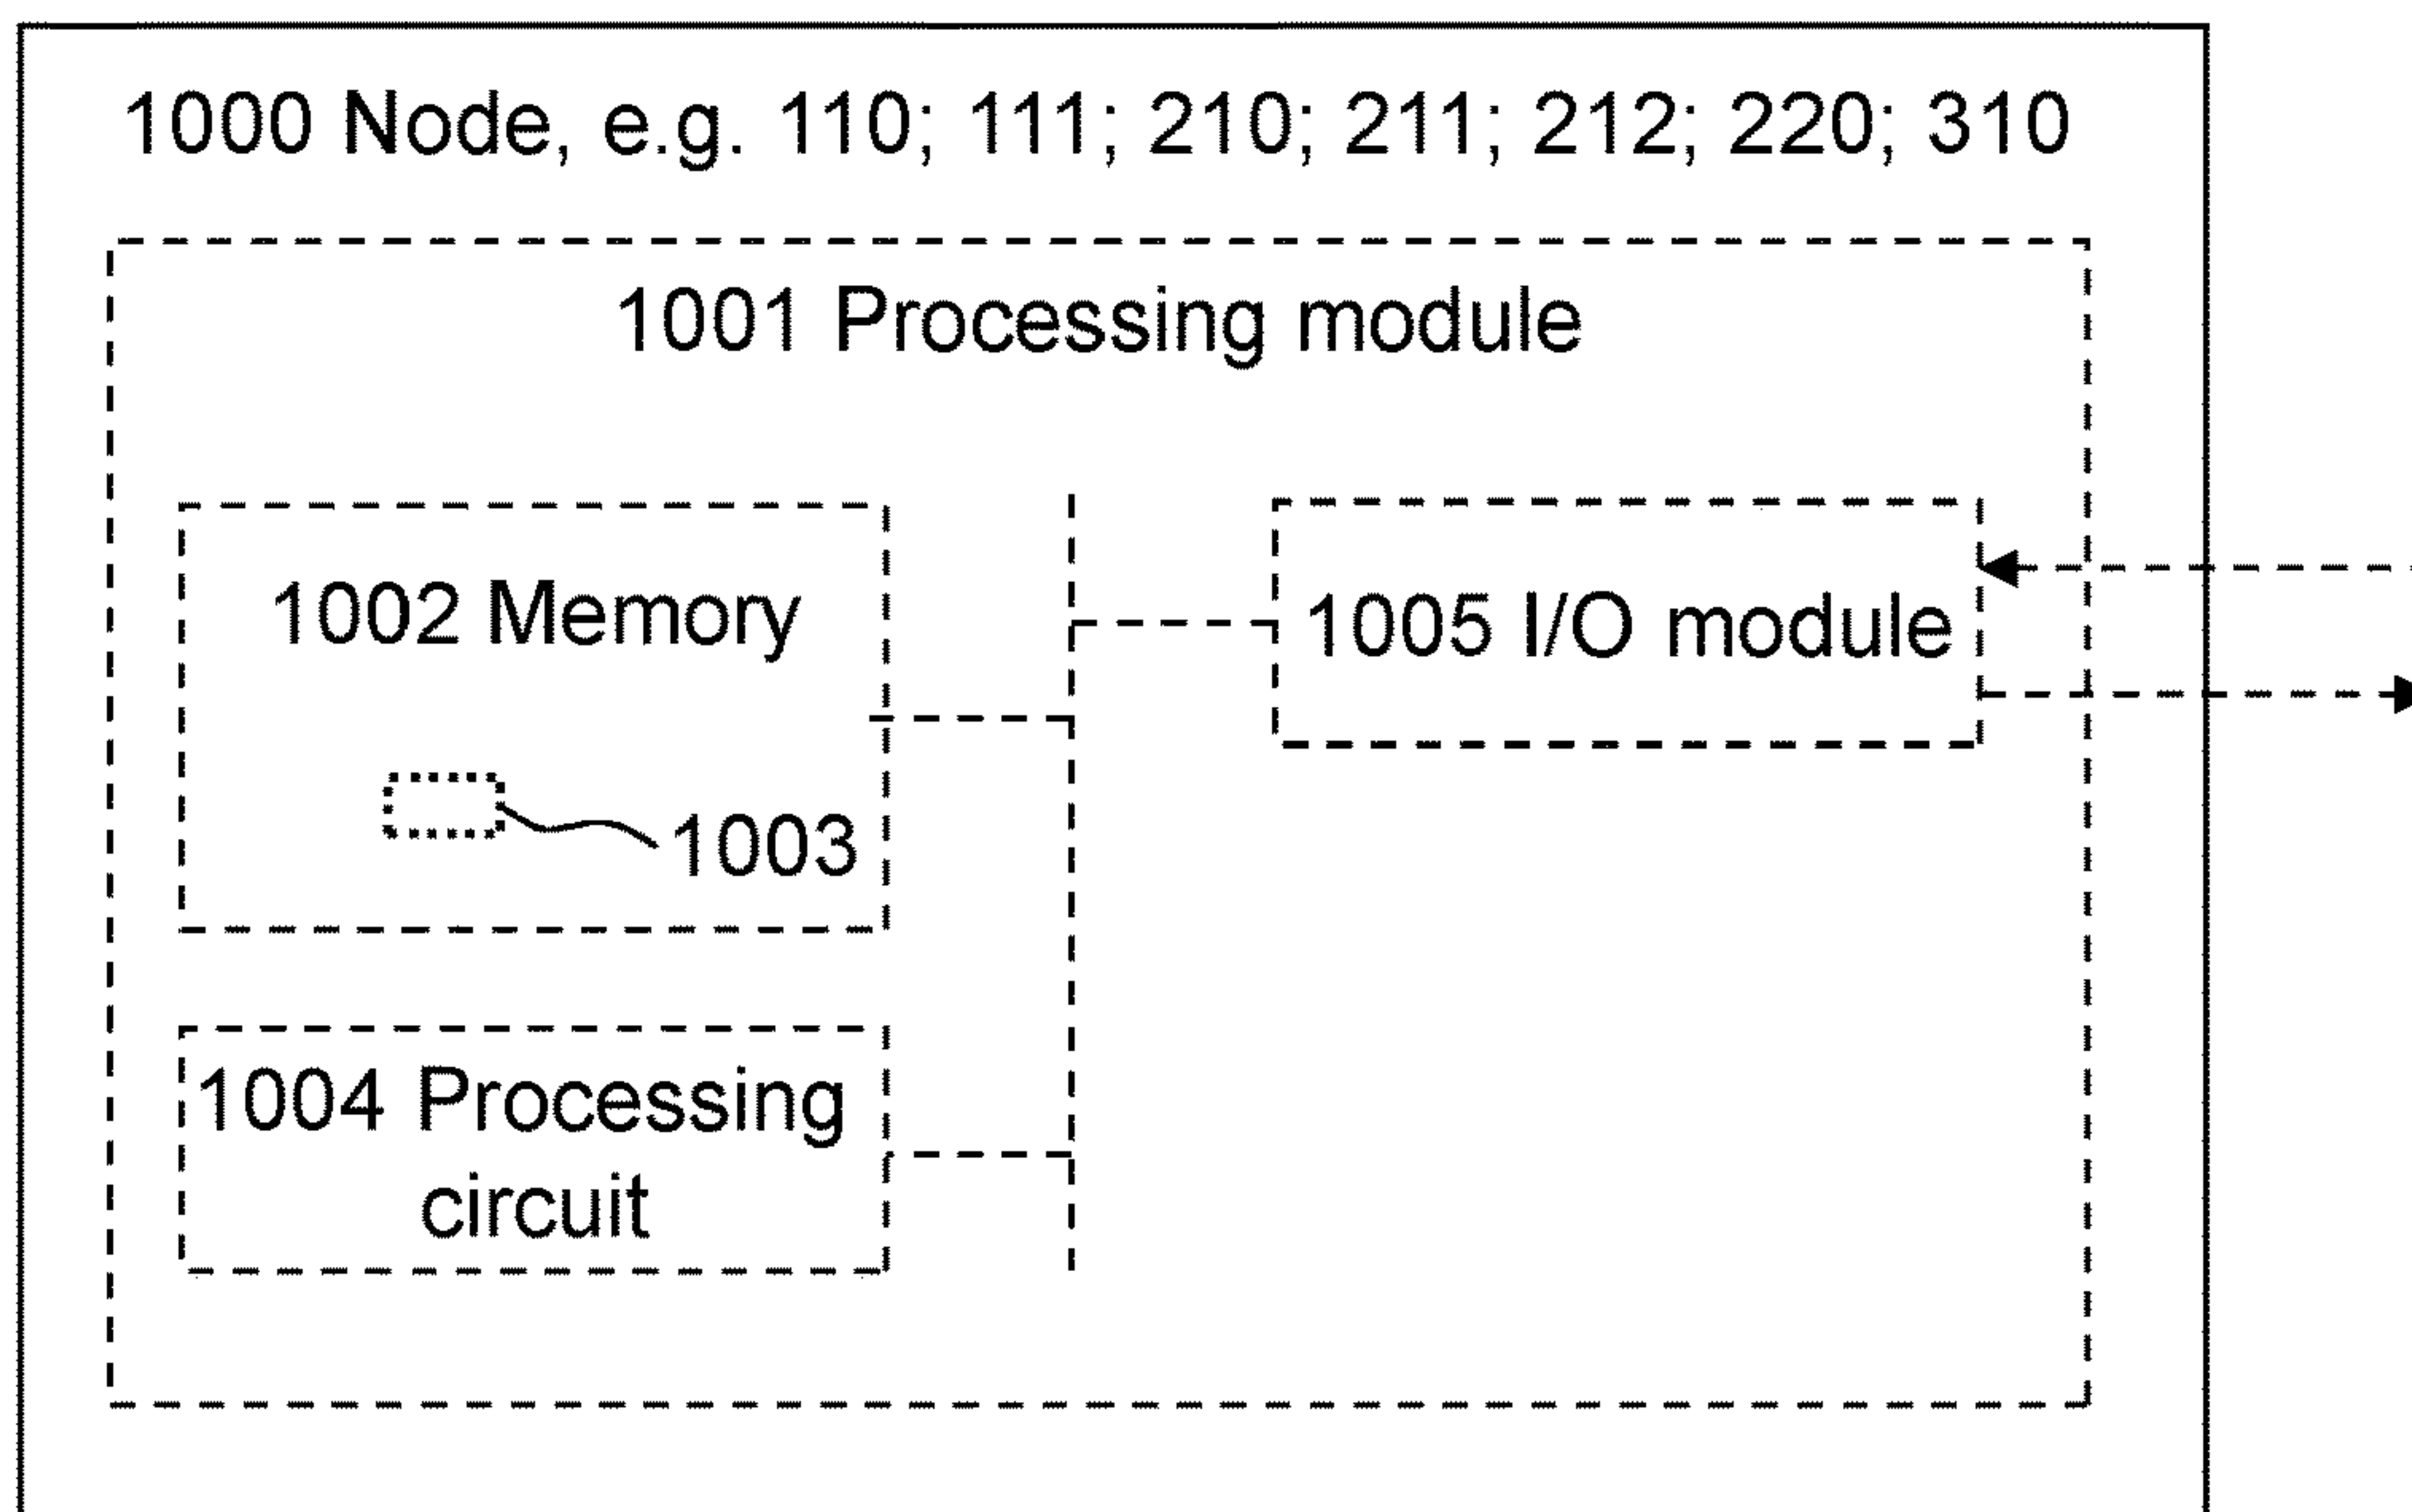 1000 Node, e.g. 110; 111; 210; 211; 212; 220; 310
1001 Processing module
1002 Memory
1003
1005 I/O module
1004 Processing
circuit